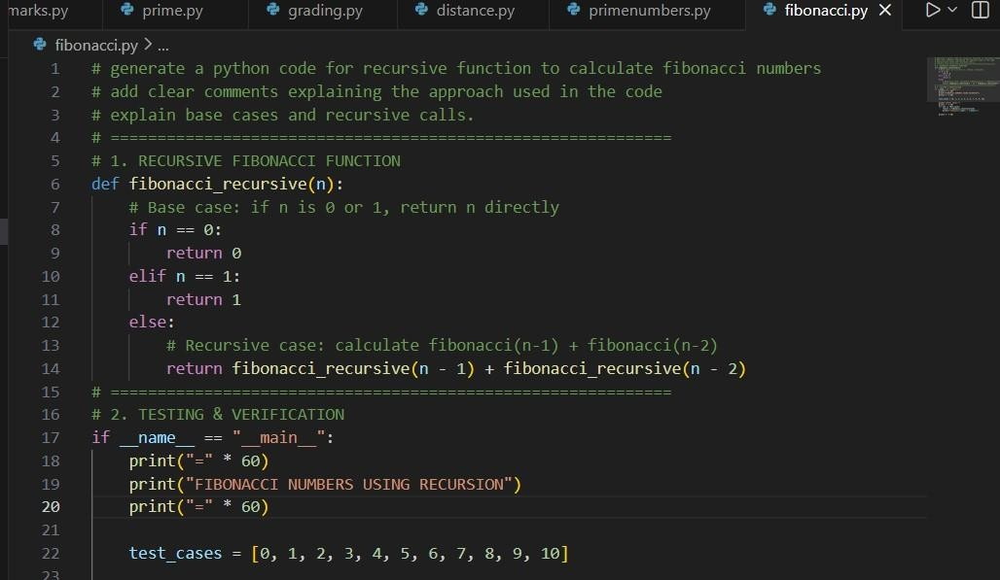 marks.py prime.py grading.py distance.py primenumbers.py fibonacci.py
fibonacci.py > ...
1 # generate a python code for recursive function to calculate fibonacci numbers
2 # add clear comments explaining the approach used in the code
3 # explain base cases and recursive calls.
4 # ============================================================
5 # 1. RECURSIVE FIBONACCI FUNCTION
6 def fibonacci_recursive(n):
7     # Base case: if n is 0 or 1, return n directly
8     if n == 0:
9         return 0
10     elif n == 1:
11         return 1
12     else:
13         # Recursive case: calculate fibonacci(n-1) + fibonacci(n-2)
14         return fibonacci_recursive(n - 1) + fibonacci_recursive(n - 2)
15 # ============================================================
16 # 2. TESTING & VERIFICATION
17 if __name__ == "__main__":
18     print("=" * 60)
19     print("FIBONACCI NUMBERS USING RECURSION")
20     print("=" * 60)
21
22     test_cases = [0, 1, 2, 3, 4, 5, 6, 7, 8, 9, 10]
23